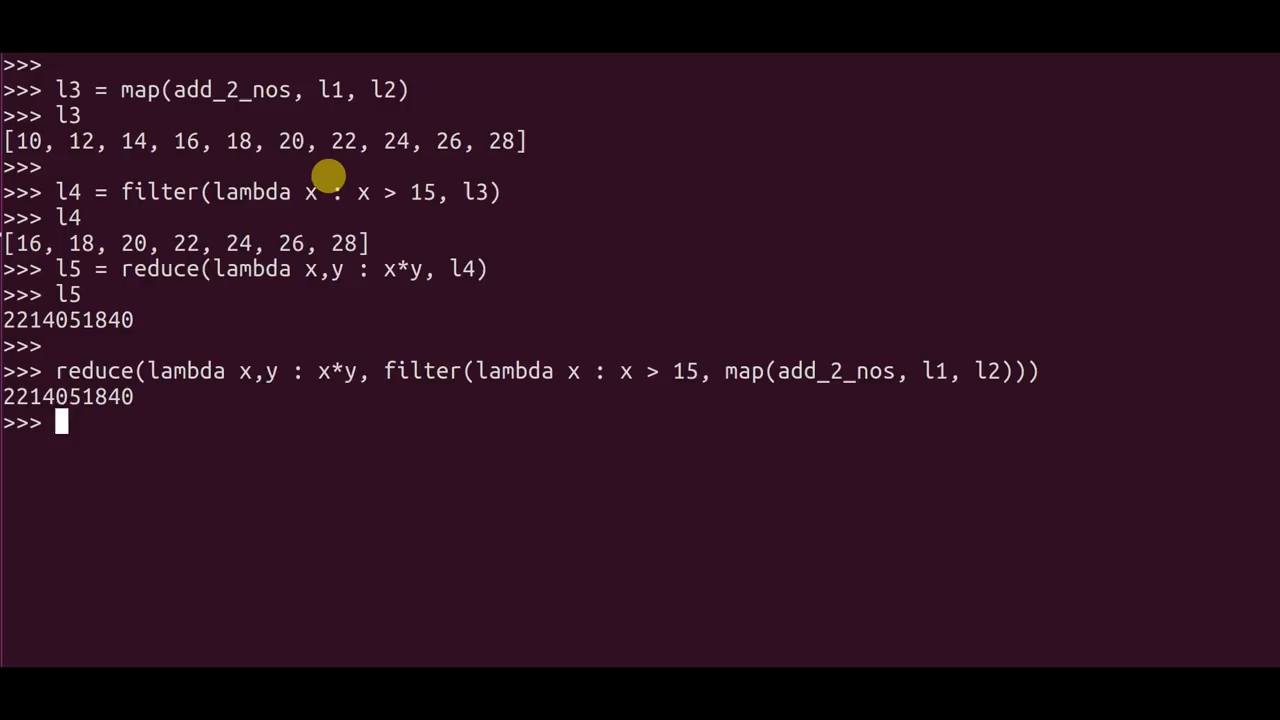 >>>
>>> l3 = map(add_2_nos, l1, l2)
>>> l3
[10, 12, 14, 16, 18, 20, 22, 24, 26, 28]
>>>
>>> l4 = filter(lambda x : x > 15, l3)
>>> l4
[16, 18, 20, 22, 24, 26, 28]
>>> l5 = reduce(lambda x,y : x*y, l4)
>>> l5
2214051840
>>>
>>> reduce(lambda x,y : x*y, filter(lambda x : x > 15, map(add_2_nos, l1, l2)))
2214051840
>>>